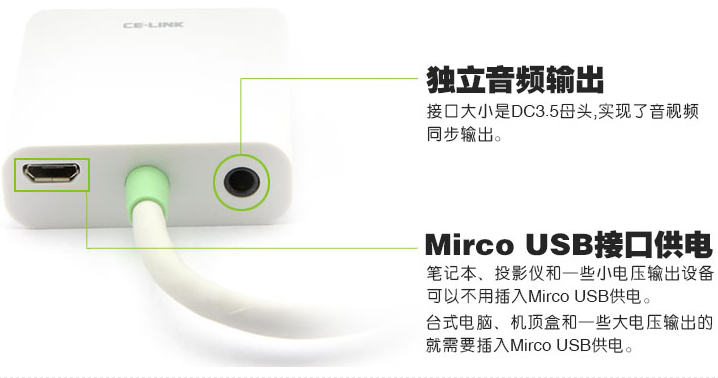 CE-LINK
独立音频输出
接口大小是DC3.5母头,实现了音视频
同步输出。
Mirco USB接口供电
笔记本、投影仪和一些小电压输出设备
可以不用插入Mirco USB供电。
台式电脑、机顶盒和一些大电压输出的
就需要插入Mirco USB供电。